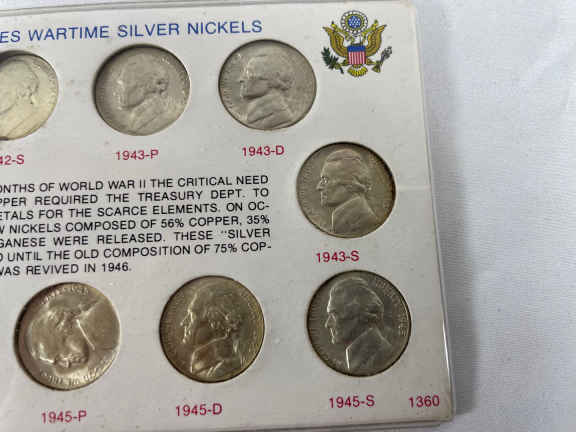 ES WARTIME SILVER NICKELS
42-S 1943-P 1943-D
ONTHS OF WORLD WAR II THE CRITICAL NEED
PPER REQUIRED THE TREASURY DEPT. TO
ETALS FOR THE SCARCE ELEMENTS. ON OC-
W NICKELS COMPOSED OF 56% COPPER, 35%
GANESE WERE RELEASED. THESE "SILVER
D UNTIL THE OLD COMPOSITION OF 75% COP-
WAS REVIVED IN 1946.
1943-S
1945-P 1945-D 1945-S 1360